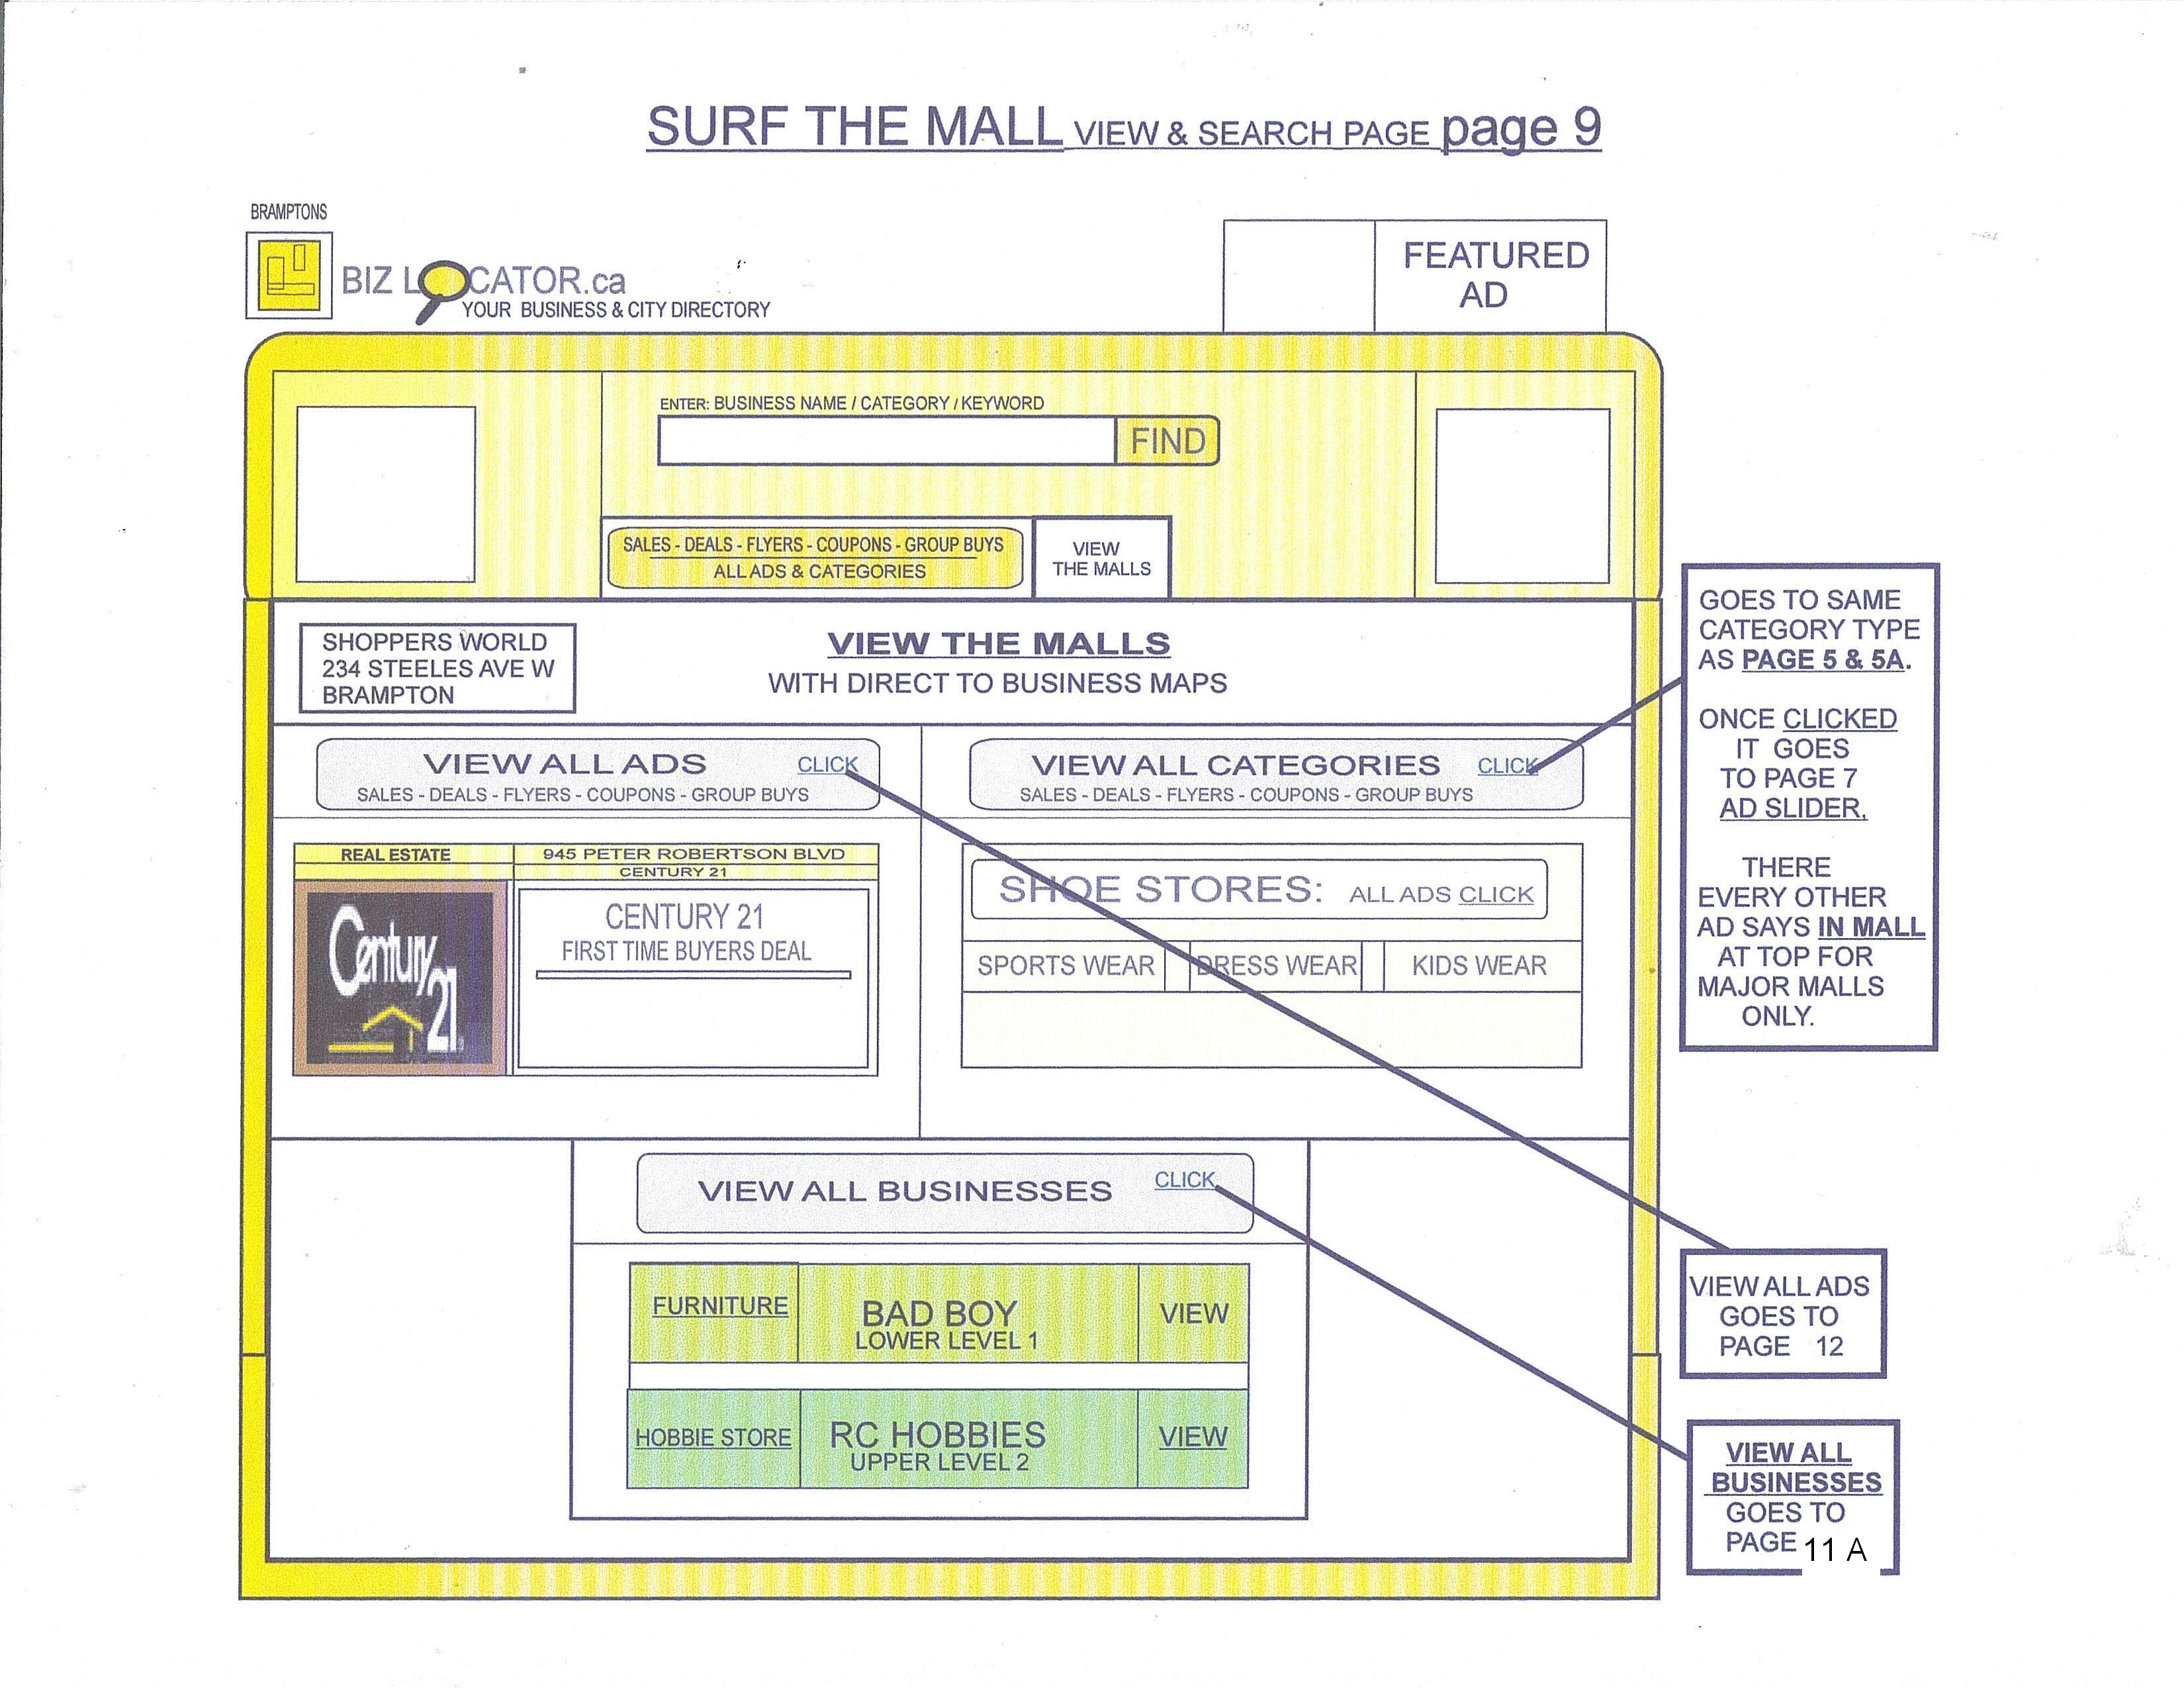 SURF THE MALL VIEW & SEARCH PAGE page 9
BRAMPTONS
BIZ LOCATOR.ca
YOUR BUSINESS & CITY DIRECTORY
FEATURED
AD
ENTER: BUSINESS NAME / CATEGORY / KEYWORD
FIND
SALES - DEALS - FLYERS - COUPONS - GROUP BUYS
ALL ADS & CATEGORIES
VIEW
THE MALLS
SHOPPERS WORLD
234 STEELES AVE W
BRAMPTON
VIEW THE MALLS
WITH DIRECT TO BUSINESS MAPS
VIEW ALL ADS CLICK
SALES - DEALS - FLYERS - COUPONS - GROUP BUYS
VIEW ALL CATEGORIES CLICK
SALES - DEALS - FLYERS - COUPONS - GROUP BUYS
REAL ESTATE
945 PETER ROBERTSON BLVD
CENTURY 21
Century
21
CENTURY 21
FIRST TIME BUYERS DEAL
SHOE STORES: ALL ADS CLICK
SPORTS WEAR
DRESS WEAR
KIDS WEAR
VIEW ALL BUSINESSES CLICK
FURNITURE
BAD BOY
LOWER LEVEL 1
VIEW
HOBBIE STORE
RC HOBBIES
UPPER LEVEL 2
VIEW
GOES TO SAME
CATEGORY TYPE
AS PAGE 5 & 5A.
ONCE CLICKED
IT GOES
TO PAGE 7
AD SLIDER,
THERE
EVERY OTHER
AD SAYS IN MALL
AT TOP FOR
MAJOR MALLS
ONLY.
VIEW ALL ADS
GOES TO
PAGE 12
VIEW ALL
BUSINESSES
GOES TO
PAGE 11 A